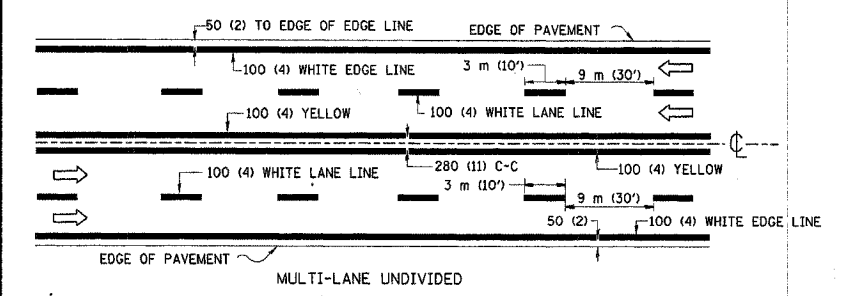 50 (2) TO EDGE OF EDGE LINE
EDGE OF PAVEMENT
100 (4) WHITE EDGE LINE
3 m (10')
9 m (30')
100 (4) YELLOW
100 (4) WHITE LANE LINE
℄
100 (4) WHITE LANE LINE
280 (11) C-C
100 (4) YELLOW
3 m (10')
9 m (30')
50 (2)
100 (4) WHITE EDGE LINE
EDGE OF PAVEMENT
MULTI-LANE UNDIVIDED